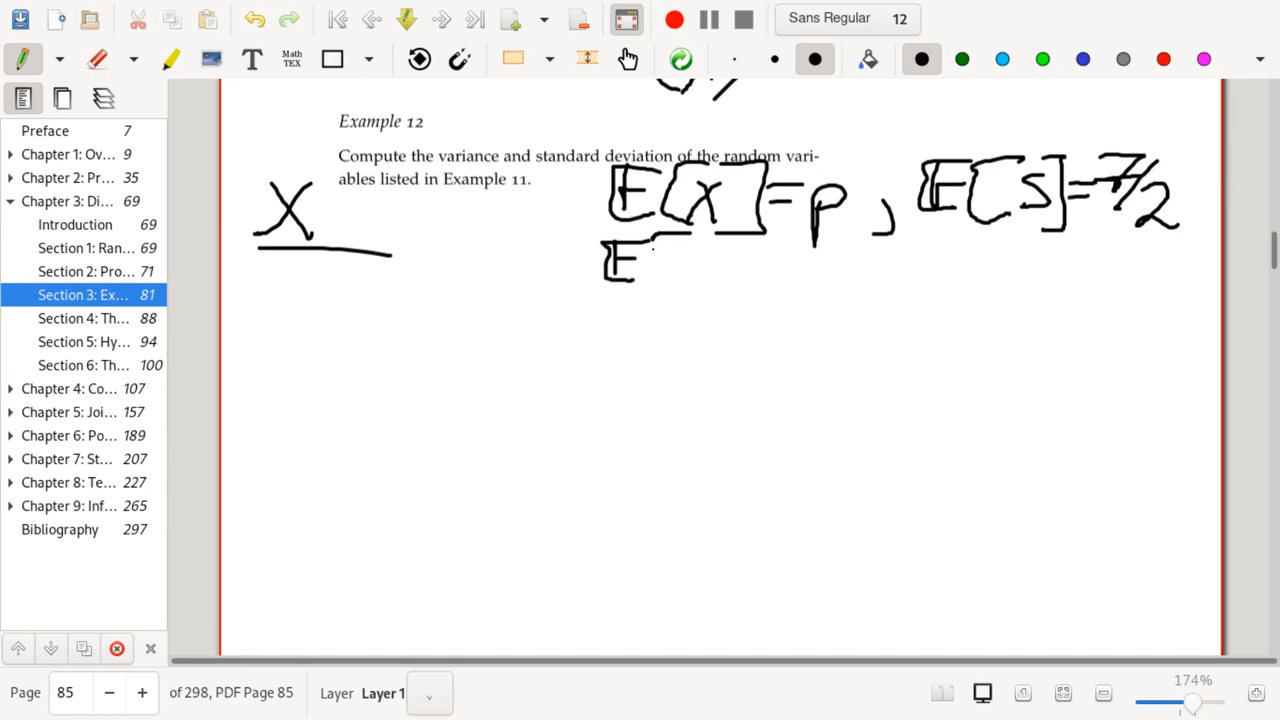 Sans Regular 12
T Math TEX
Preface 7
Chapter 1: Ov... 9
Chapter 2: Pr... 35
Chapter 3: Di... 69
Introduction 69
Section 1: Ran... 69
Section 2: Pro... 71
Section 3: Ex... 81
Section 4: Th... 88
Section 5: Hy... 94
Section 6: Th... 100
Chapter 4: Co... 107
Chapter 5: Joi... 157
Chapter 6: Po... 189
Chapter 7: St... 207
Chapter 8: Te... 227
Chapter 9: Inf... 265
Bibliography 297
Example 12
Compute the variance and standard deviation of the random vari-
ables listed in Example 11.
X
E[X]=p, E[S]=7/2
E
Page 85 − + of 298, PDF Page 85 Layer Layer 1 174%